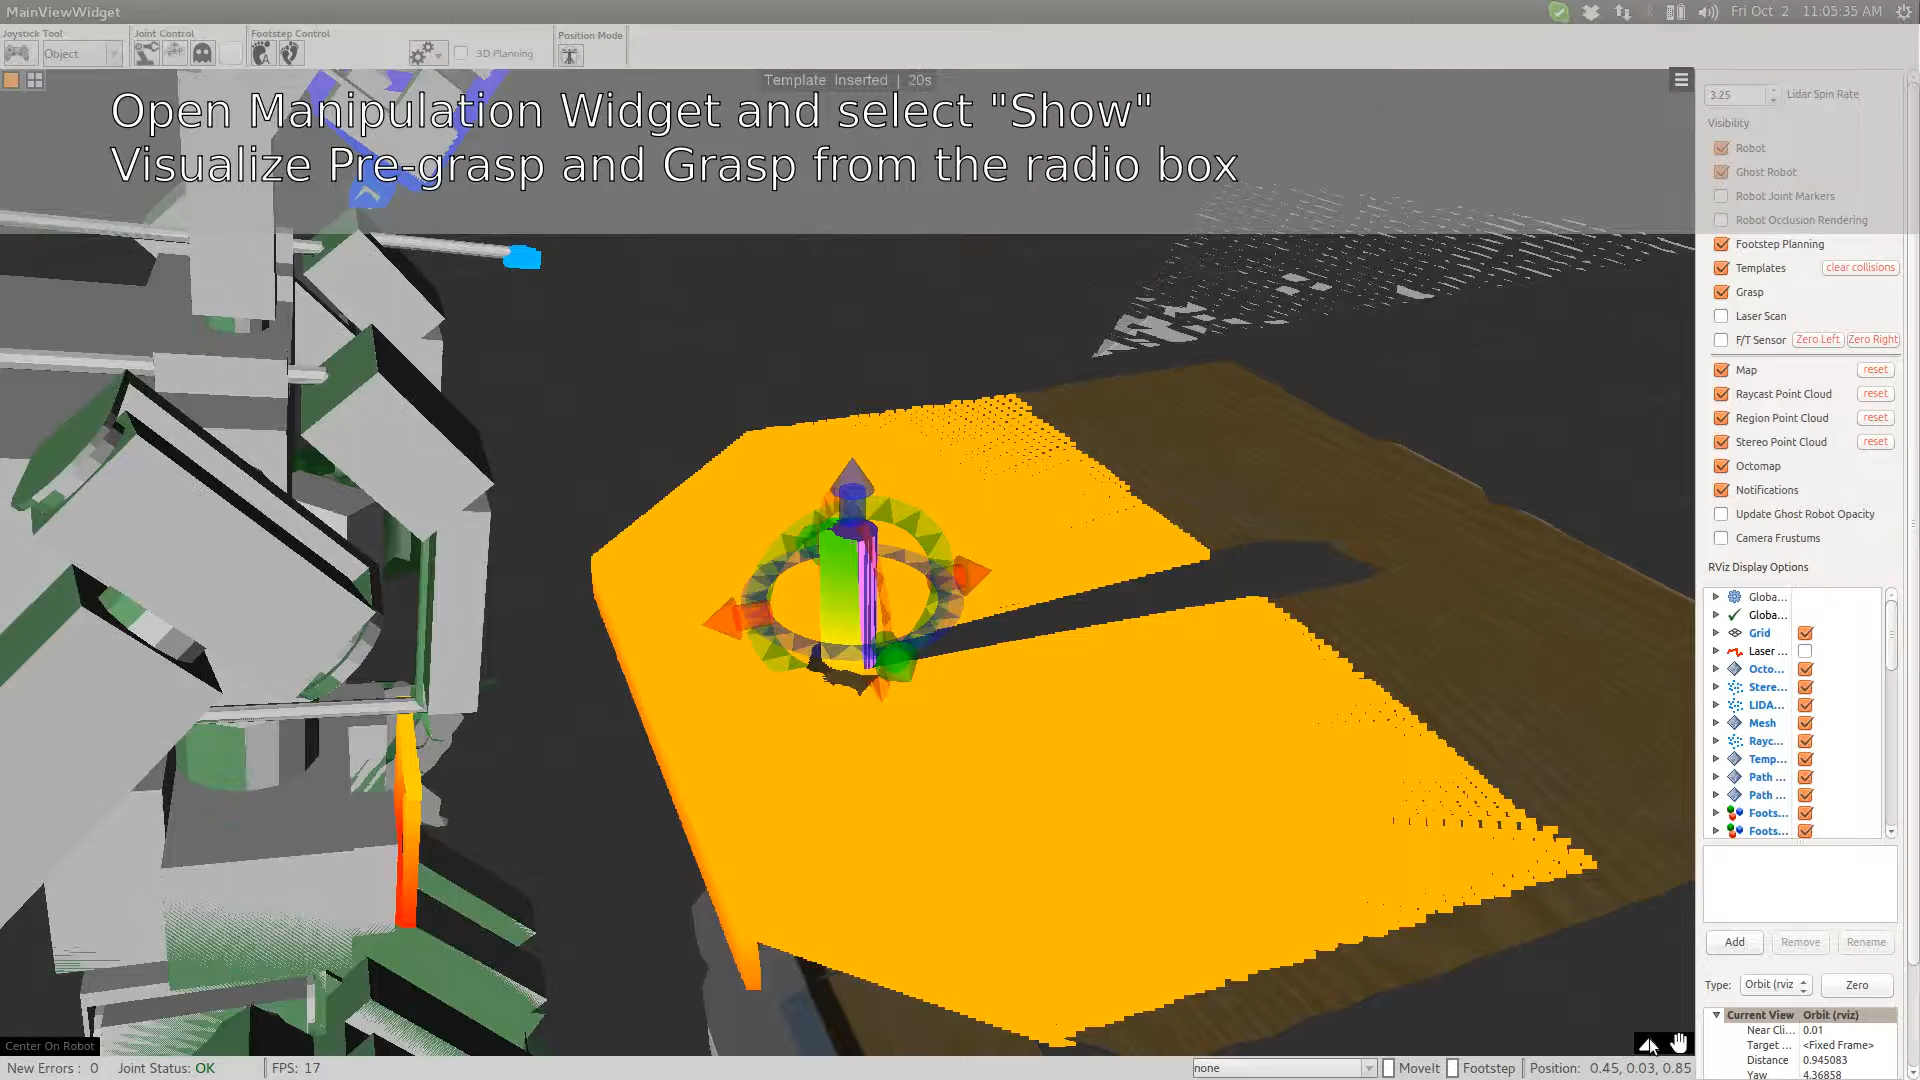 MainViewWidget
Fri Oct 2 11:05:35 AM
Joystick Tool
Object
Joint Control
Footstep Control
3D Planning
Position Mode
Template Inserted | 20s
Open Manipulation Widget and select "Show"
Visualize Pre-grasp and Grasp from the radio box
3.25 Lidar Spin Rate
Visibility
Robot
Ghost Robot
Robot Joint Markers
Robot Occlusion Rendering
Footstep Planning
Templates clear collisions
Grasp
Laser Scan
F/T Sensor Zero Left Zero Right
Map reset
Raycast Point Cloud reset
Region Point Cloud reset
Stereo Point Cloud reset
Octomap
Notifications
Update Ghost Robot Opacity
Camera Frustums
RViz Display Options
Globa...
Globa...
Grid
Laser ...
Octo...
Stere...
LIDA...
Mesh
Rayc...
Temp...
Path ...
Path ...
Foots...
Foots...
Add Remove Rename
Type: Orbit (rviz Zero
Current View Orbit (rviz)
Near Cli... 0.01
Target ... <Fixed Frame>
Distance 0.945083
Yaw 4.36858
Center On Robot
New Errors : 0 Joint Status: OK FPS: 17 none MoveIt Footstep Position: 0.45, 0.03, 0.85